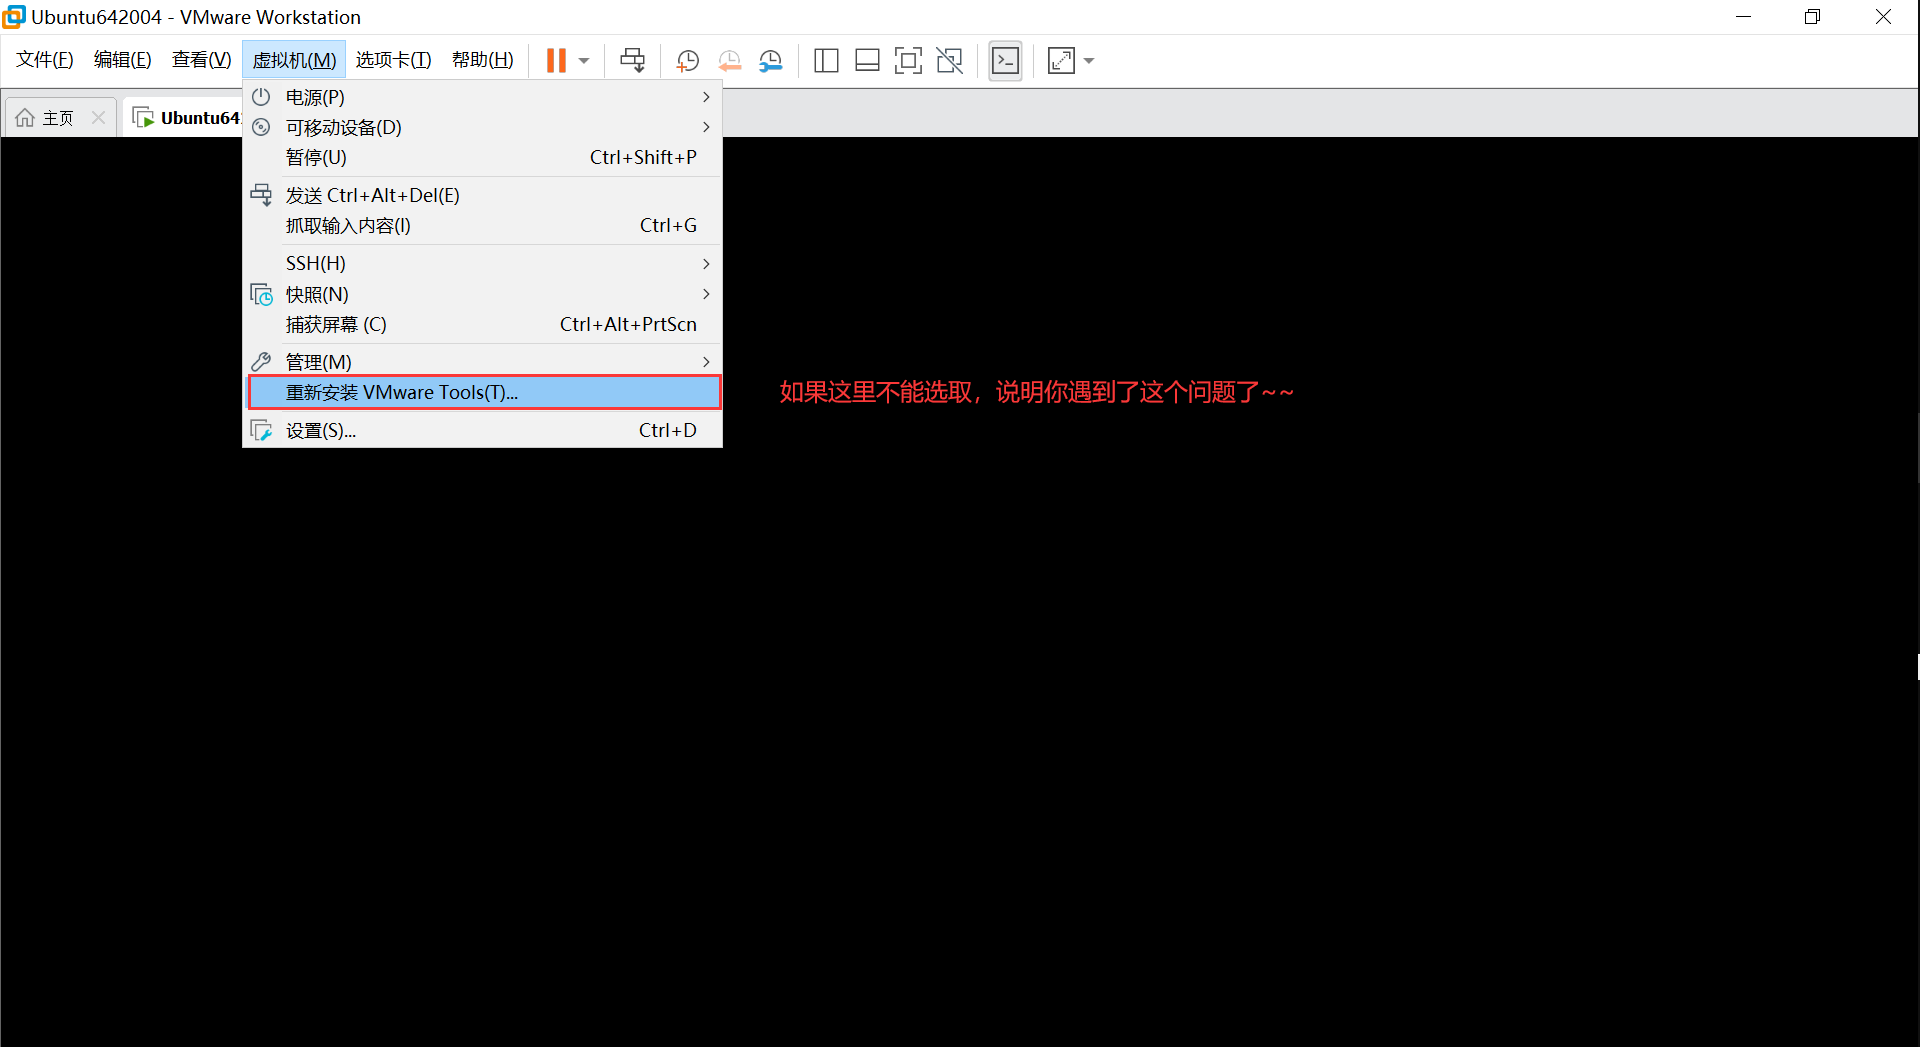 Ubuntu642004 - VMware Workstation
文件(F) 编辑(E) 查看(V) 虚拟机(M) 选项卡(T) 帮助(H)
主页 Ubuntu64
电源(P)
可移动设备(D)
暂停(U) Ctrl+Shift+P
发送 Ctrl+Alt+Del(E)
抓取输入内容(I) Ctrl+G
SSH(H)
快照(N)
捕获屏幕 (C) Ctrl+Alt+PrtScn
管理(M)
重新安装 VMware Tools(T)...
如果这里不能选取，说明你遇到了这个问题了~~
设置(S)... Ctrl+D